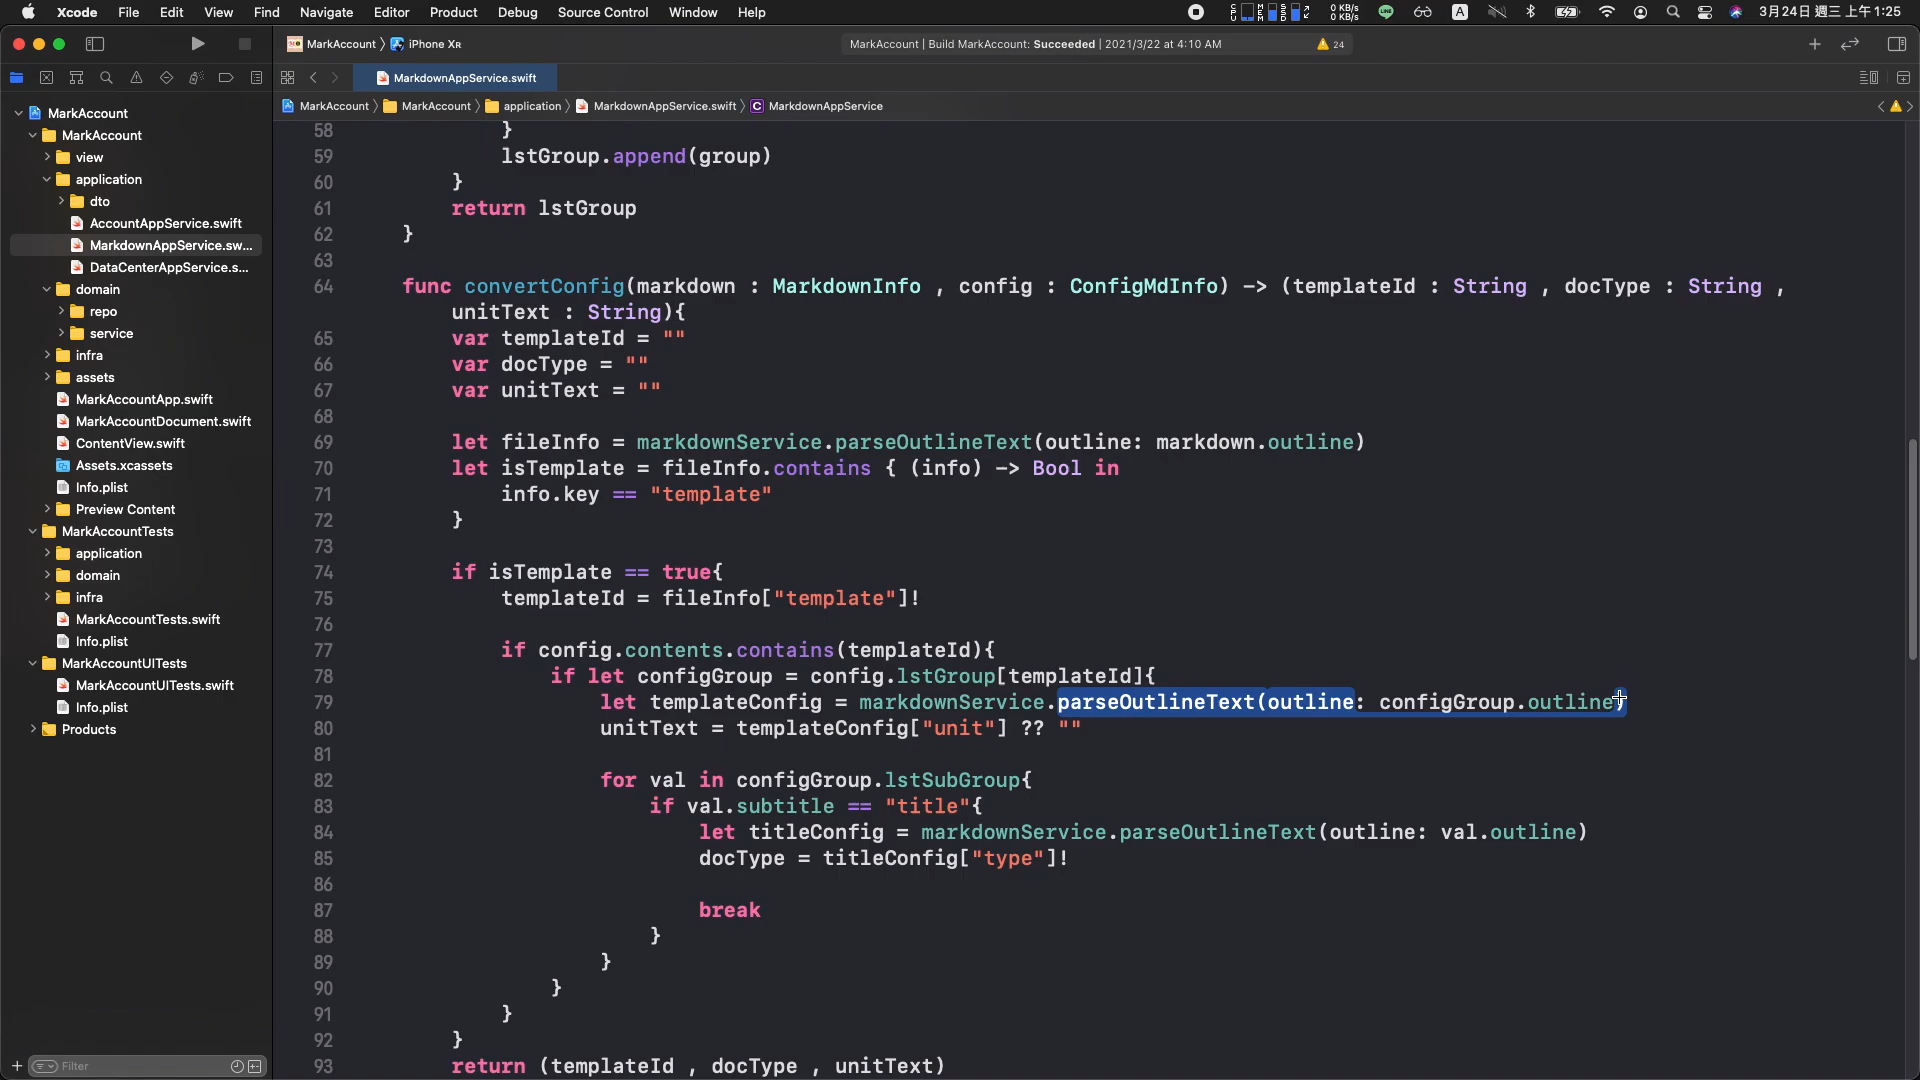 Xcode File Edit View Find Navigate Editor Product Debug Source Control Window Help
0 KB/s
0 KB/s
A
3月24日 週三 上午1:25
MarkAccount iPhone XR
MarkAccount | Build MarkAccount: Succeeded | 2021/3/22 at 4:10 AM
24
MarkdownAppService.swift
MarkAccount MarkAccount application MarkdownAppService.swift C MarkdownAppService
MarkAccount
MarkAccount
view
application
dto
AccountAppService.swift
MarkdownAppService.sw...
DataCenterAppService.s...
domain
repo
service
infra
assets
MarkAccountApp.swift
MarkAccountDocument.swift
ContentView.swift
Assets.xcassets
Info.plist
Preview Content
MarkAccountTests
application
domain
infra
MarkAccountTests.swift
Info.plist
MarkAccountUITests
MarkAccountUITests.swift
Info.plist
Products
Filter
58 }
59 lstGroup.append(group)
60 }
61 return lstGroup
62 }
63
64 func convertConfig(markdown : MarkdownInfo , config : ConfigMdInfo) -> (templateId : String , docType : String ,
unitText : String){
65 var templateId = ""
66 var docType = ""
67 var unitText = ""
68
69 let fileInfo = markdownService.parseOutlineText(outline: markdown.outline)
70 let isTemplate = fileInfo.contains { (info) -> Bool in
71 info.key == "template"
72 }
73
74 if isTemplate == true{
75 templateId = fileInfo["template"]!
76
77 if config.contents.contains(templateId){
78 if let configGroup = config.lstGroup[templateId]{
79 let templateConfig = markdownService.parseOutlineText(outline: configGroup.outline)
80 unitText = templateConfig["unit"] ?? ""
81
82 for val in configGroup.lstSubGroup{
83 if val.subtitle == "title"{
84 let titleConfig = markdownService.parseOutlineText(outline: val.outline)
85 docType = titleConfig["type"]!
86
87 break
88 }
89 }
90 }
91 }
92 }
93 return (templateId , docType , unitText)